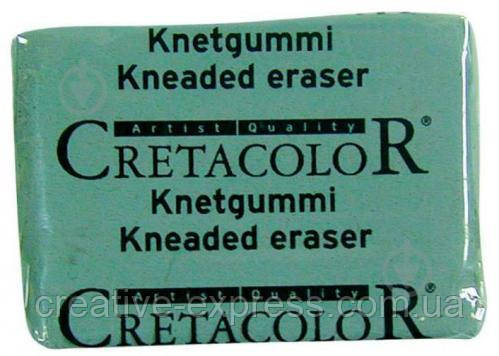 Knetgummi
Kneaded eraser
Artist Quality
CRETACOLOR®
Knetgummi
Kneaded eraser
Artist Quality
CRETACOLOR®
creative-express.com.ua